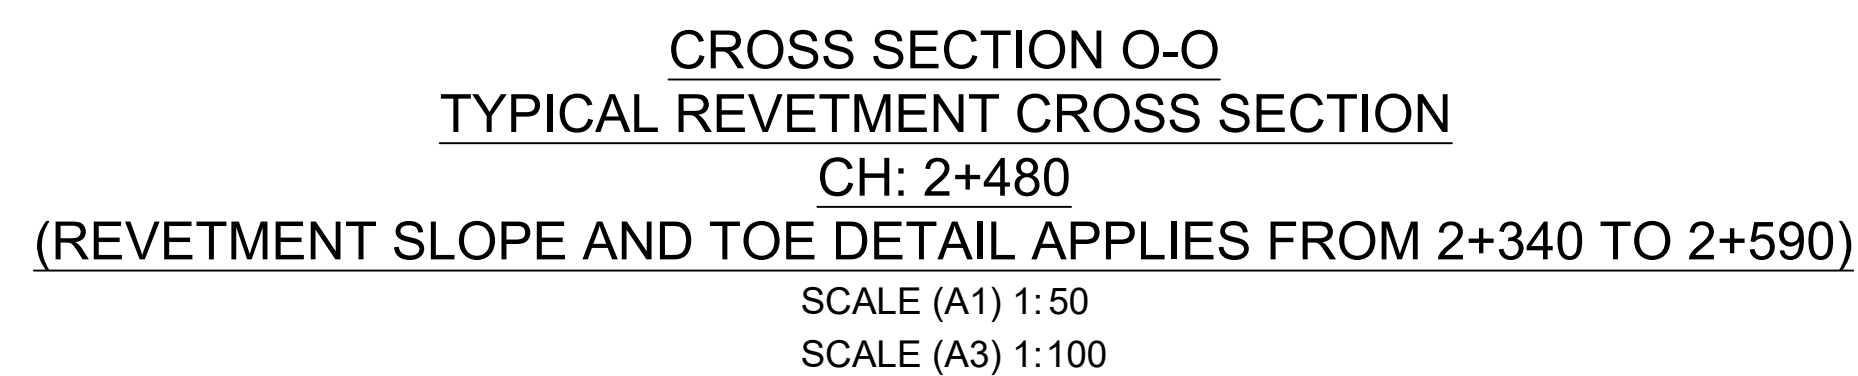 CROSS SECTION O-O
TYPICAL REVETMENT CROSS SECTION
CH: 2+480
(REVETMENT SLOPE AND TOE DETAIL APPLIES FROM 2+340 TO 2+590)
SCALE (A1) 1:50
SCALE (A3) 1:100